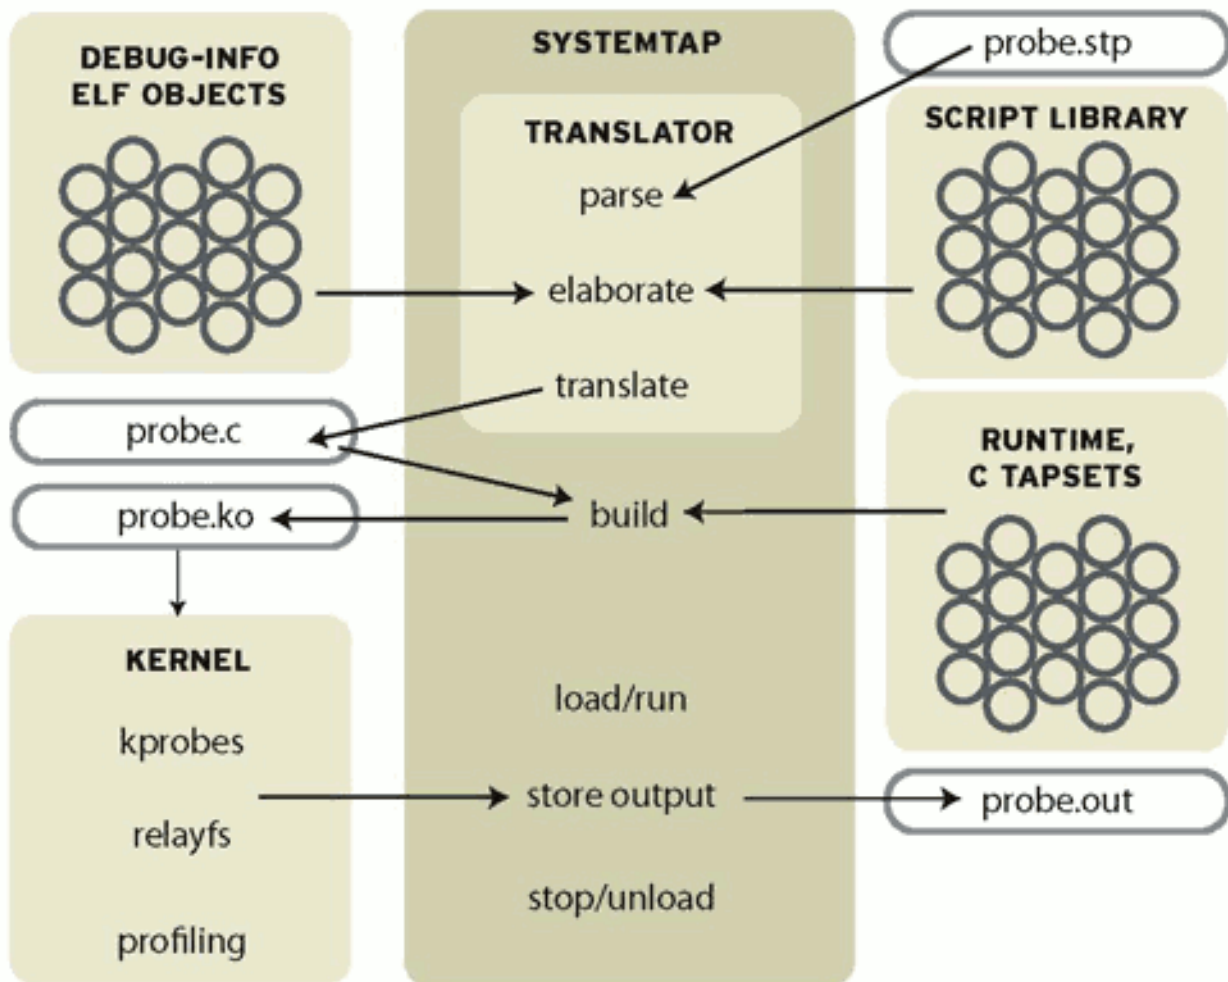 DEBUG-INFO
ELF OBJECTS
SYSTEMTAP
TRANSLATOR
parse
elaborate
translate
probe.stp
SCRIPT LIBRARY
probe.c
probe.ko
build
RUNTIME,
C TAPSETS
KERNEL
kprobes
relayfs
profiling
load/run
store output
stop/unload
probe.out